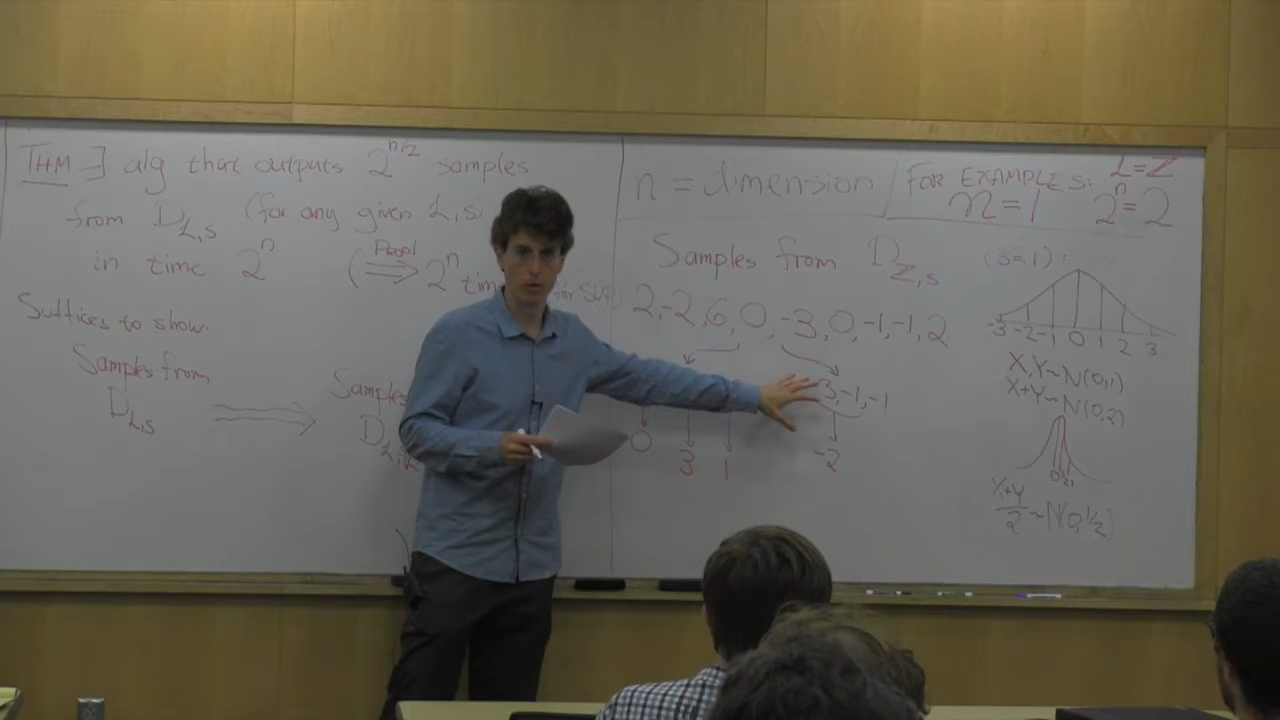 THM ∃ alg that outputs 2^{n/2} samples
from D_{L,s} (for any given L,s)
in time 2^n (⟹ 2^n
Suffices to show:
Samples from
D_{L,s} ⟹ Samples
n = dimension
FOR EXAMPLES: L=Z
n=1 2^n=2
Samples from D_{Z,s} (s=1):
2,-2,6,0,-3,0,-1,-1,2
-3 -2 -1 0 1 2 3
-3,-1,-1
0 3 1 -2
X,Y~N(0,1)
X+Y~N(0,2)
X+Y/2 ~N(0,1/2)